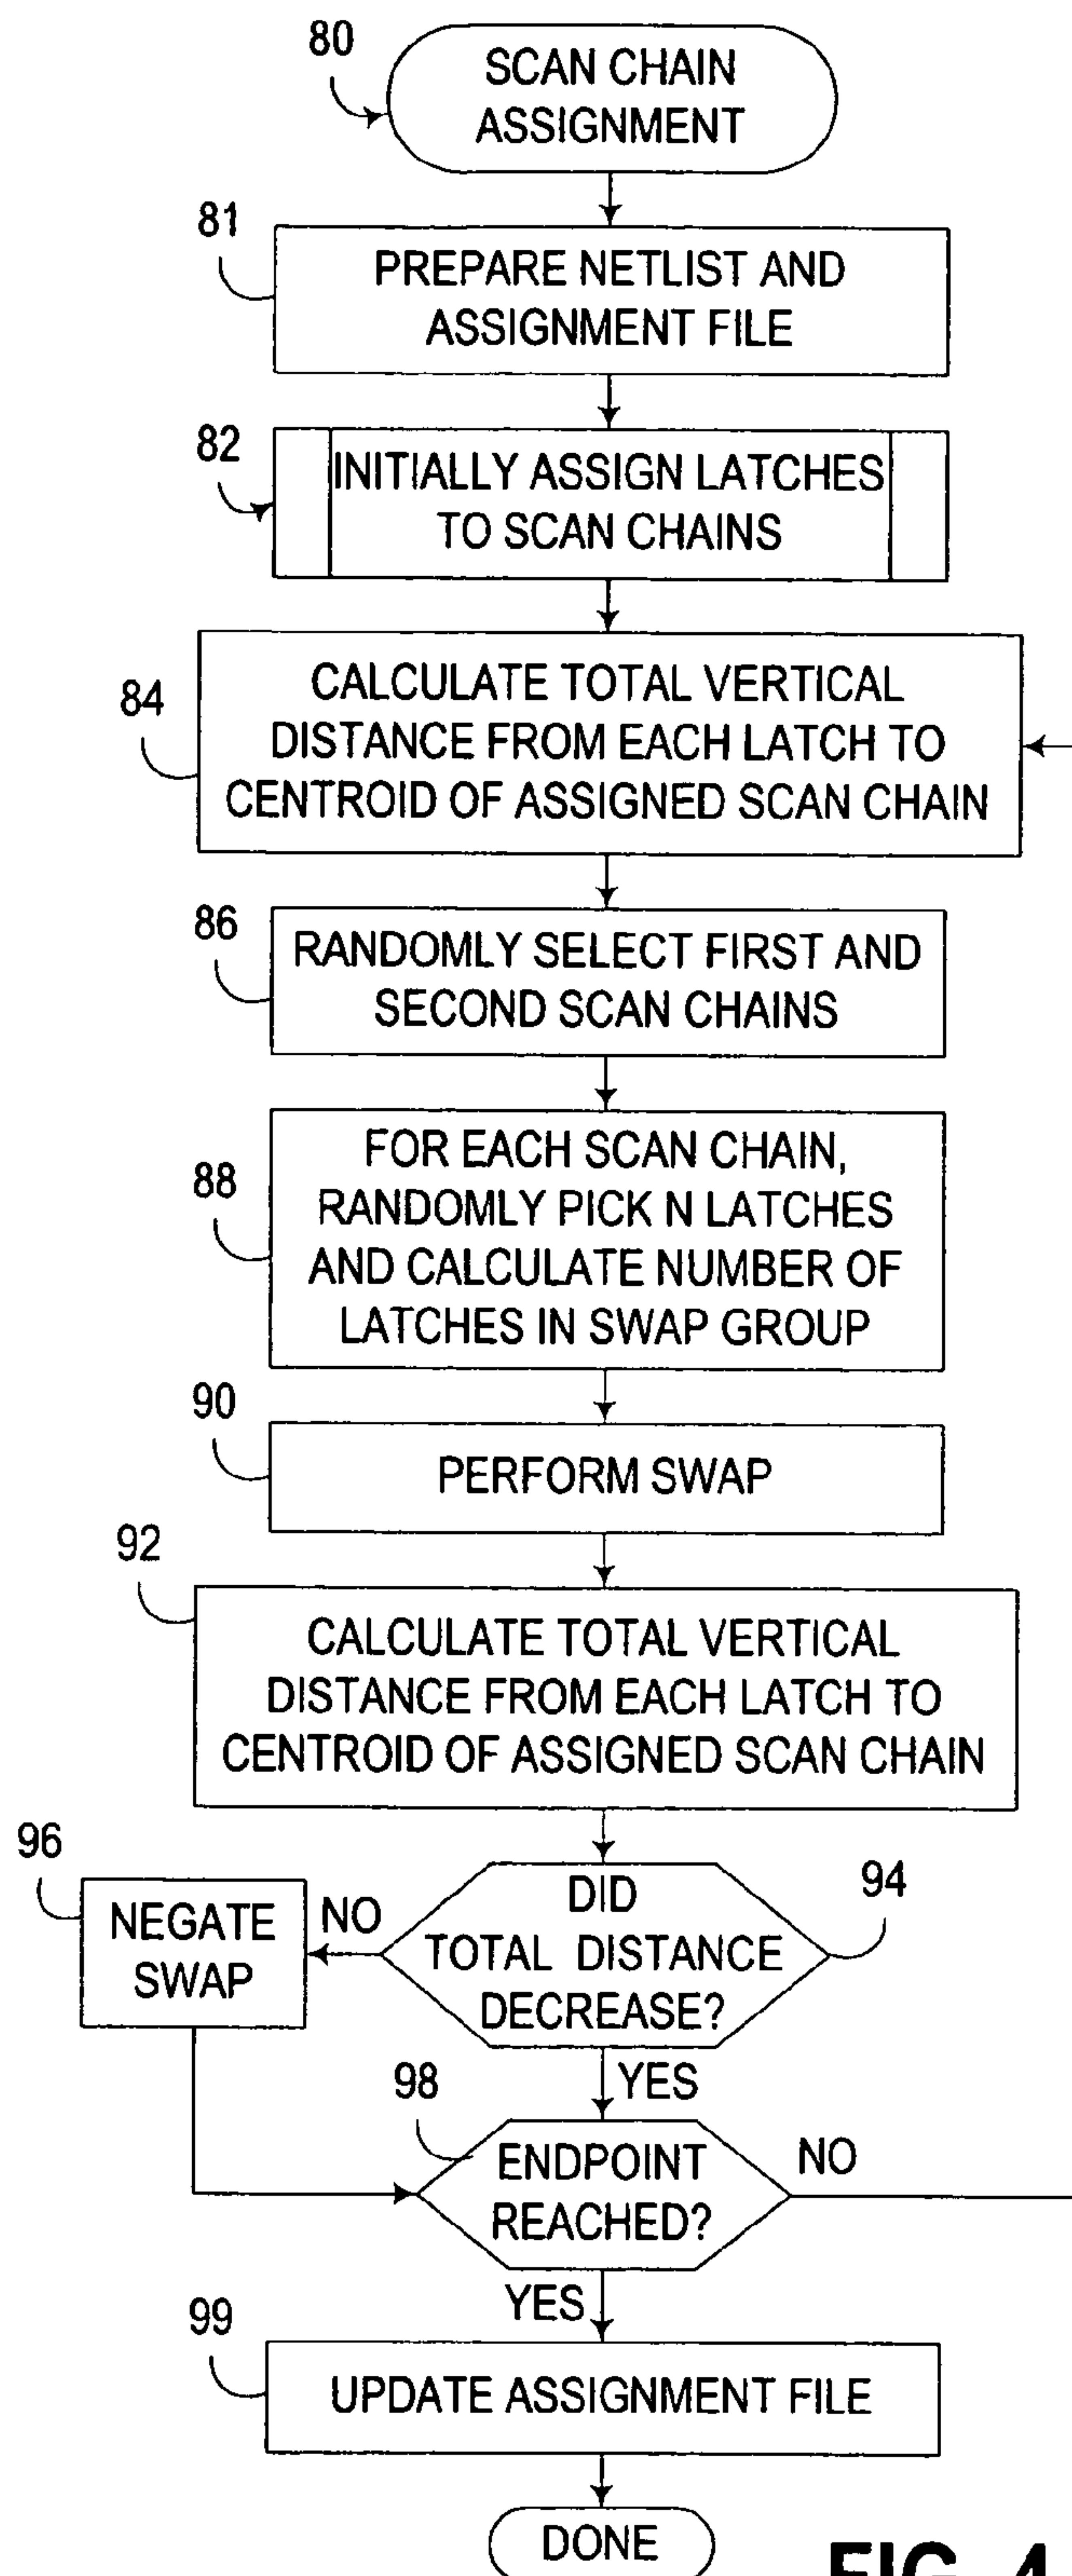 80
SCAN CHAIN
ASSIGNMENT
81
PREPARE NETLIST AND
ASSIGNMENT FILE
82
INITIALLY ASSIGN LATCHES
TO SCAN CHAINS
84
CALCULATE TOTAL VERTICAL
DISTANCE FROM EACH LATCH TO
CENTROID OF ASSIGNED SCAN CHAIN
86
RANDOMLY SELECT FIRST AND
SECOND SCAN CHAINS
88
FOR EACH SCAN CHAIN,
RANDOMLY PICK N LATCHES
AND CALCULATE NUMBER OF
LATCHES IN SWAP GROUP
90
PERFORM SWAP
92
CALCULATE TOTAL VERTICAL
DISTANCE FROM EACH LATCH TO
CENTROID OF ASSIGNED SCAN CHAIN
96
NEGATE
SWAP
NO
DID
TOTAL DISTANCE
DECREASE?
94
YES
98
ENDPOINT
REACHED?
NO
YES
99
UPDATE ASSIGNMENT FILE
DONE
FIG. 4